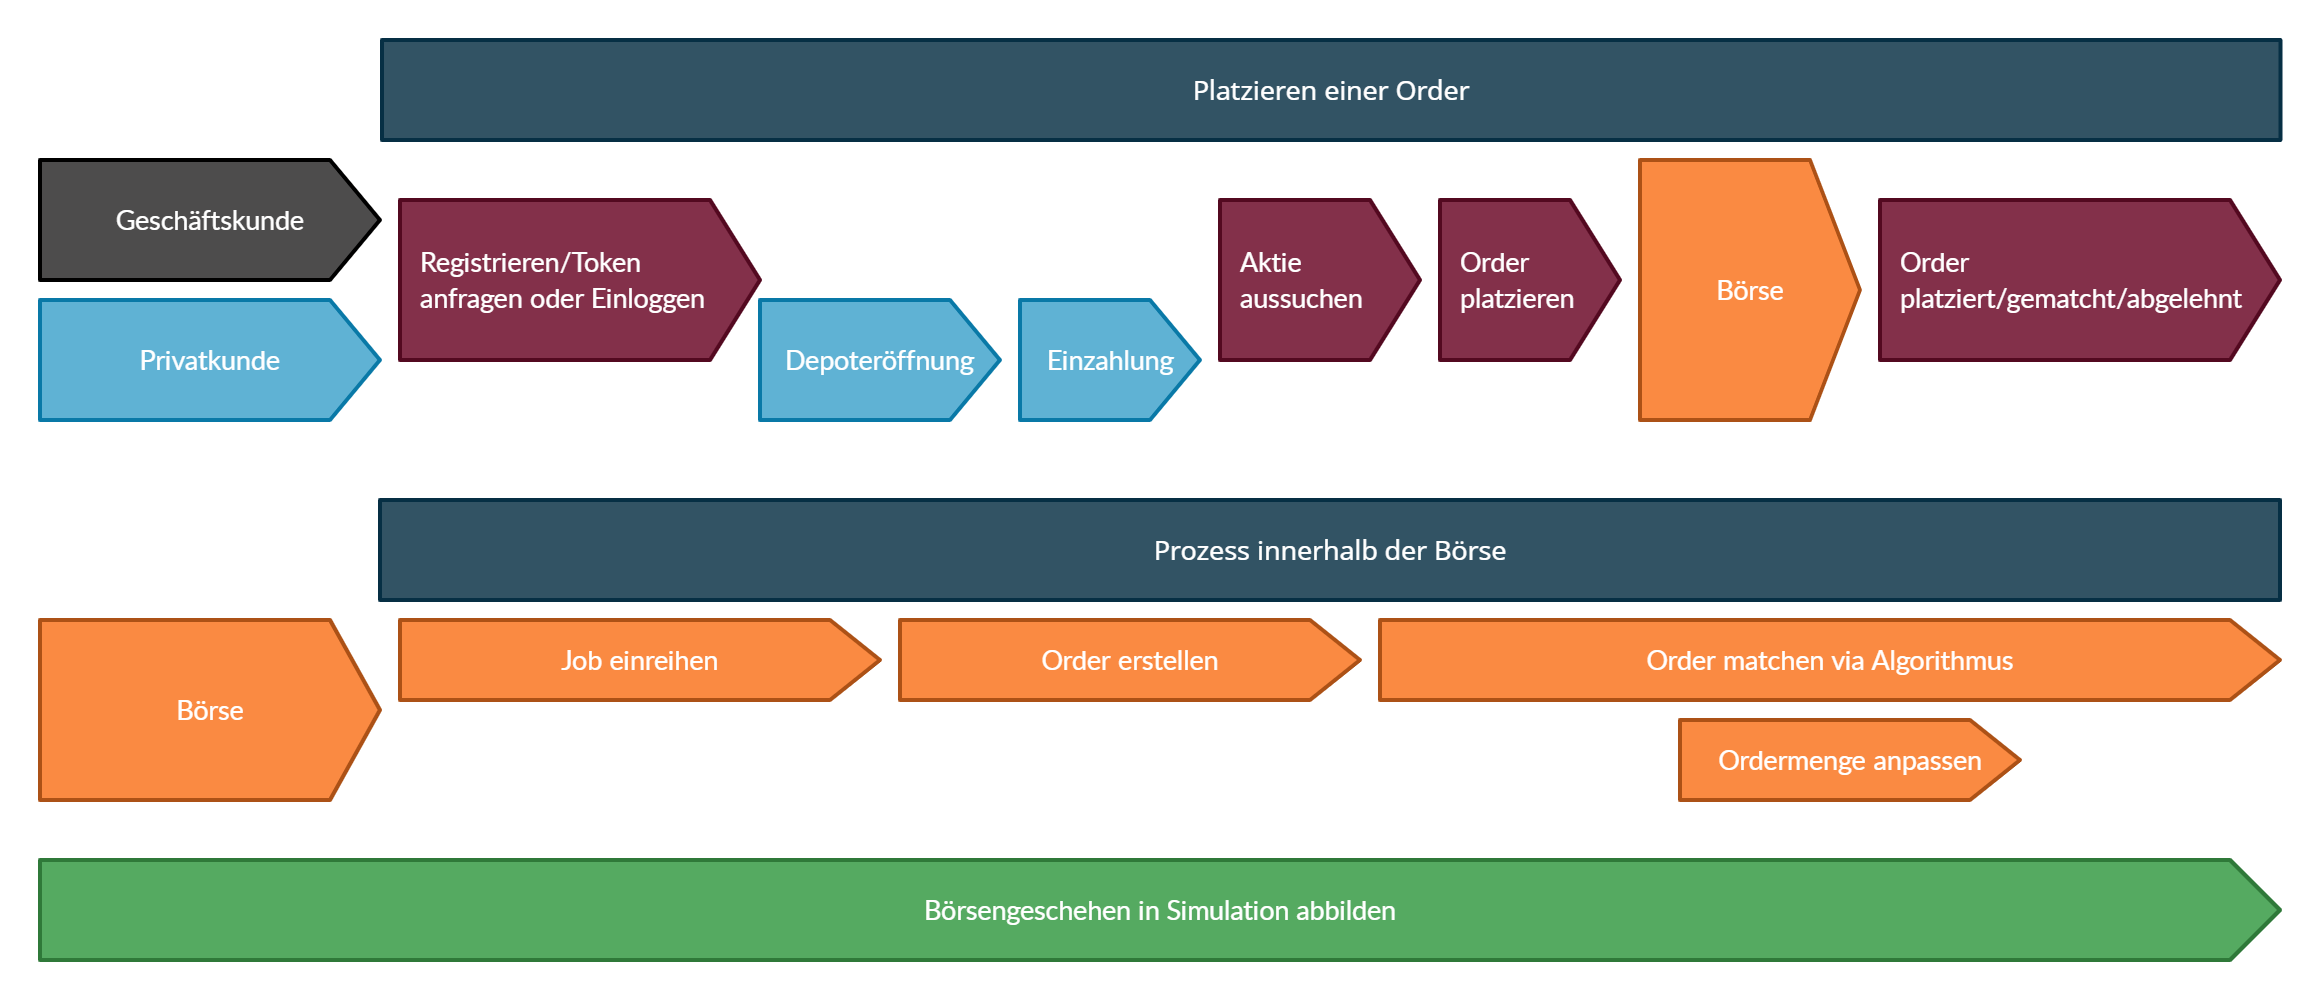 Platzieren einer Order
Geschäftskunde
Privatkunde
Registrieren/Token
anfragen oder Einloggen
Depoteröffnung
Einzahlung
Aktie
aussuchen
Order
platzieren
Börse
Order
platziert/gematcht/abgelehnt
Prozess innerhalb der Börse
Börse
Job einreihen
Order erstellen
Order matchen via Algorithmus
Ordermenge anpassen
Börsengeschehen in Simulation abbilden